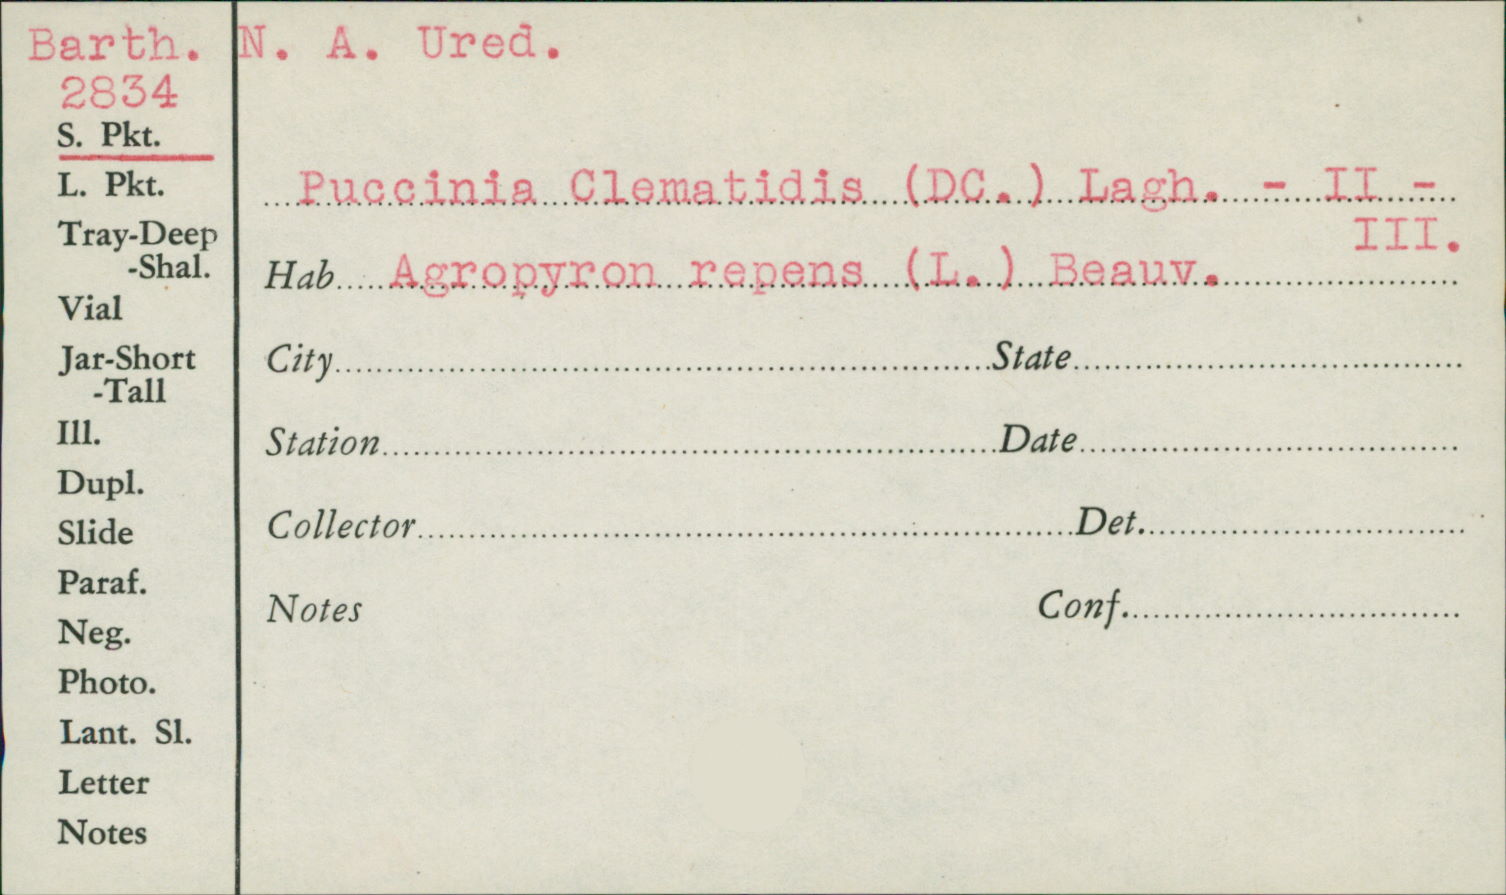 Barth. N. A. Ured.
2834
S. Pkt.
L. Pkt.
Tray-Deep
-Shal.
Vial
Jar-Short
-Tall
Ill.
Dupl.
Slide
Paraf.
Neg.
Photo.
Lant. Sl.
Letter
Notes
Puccinia Clematidis (DC.) Lagh. - II -
III.
Hab. Agropyron repens (L.) Beauv.
City State
Station Date
Collector Det.
Notes Conf.